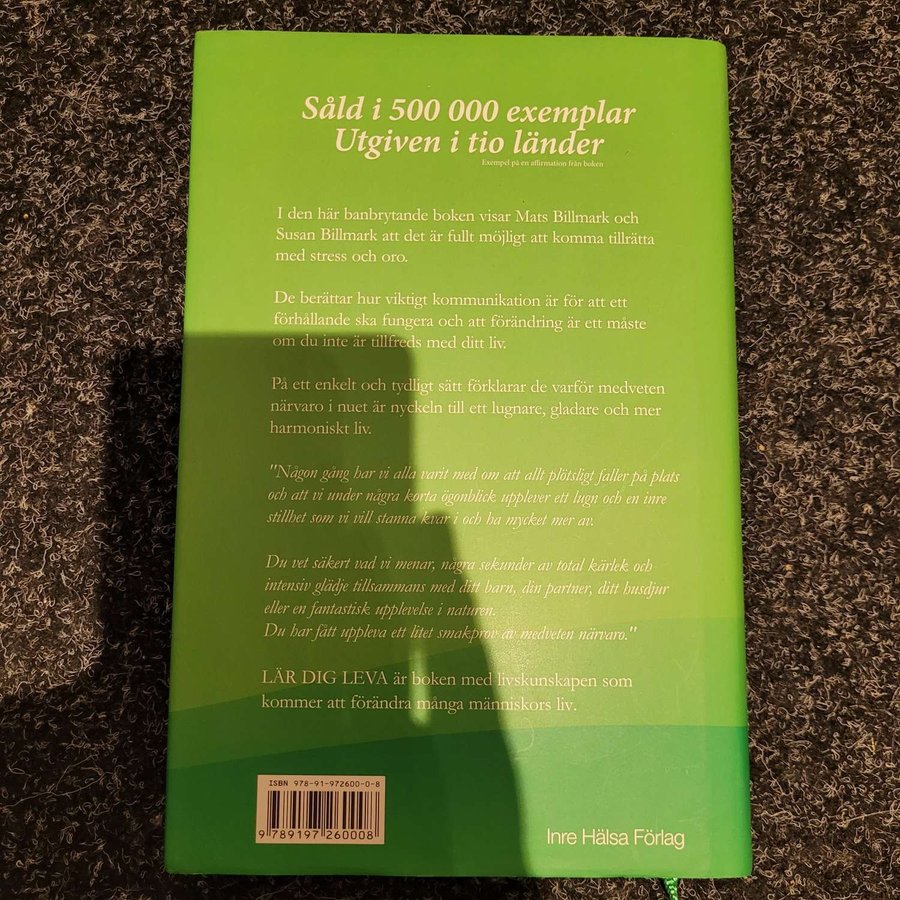 Såld i 500 000 exemplar
Utgiven i tio länder
Exempel på en affirmation från boken
I den här banbrytande boken visar Mats Billmark och
Susan Billmark att det är fullt möjligt att komma tillrätta
med stress och oro.
De berättar hur viktigt kommunikation är för att ett
förhållande ska fungera och att förändring är ett måste
om du inte är tillfreds med ditt liv.
På ett enkelt och tydligt sätt förklarar de varför medveten
närvaro i nuet är nyckeln till ett lugnare, gladare och mer
harmoniskt liv.
"Någon gång har vi alla varit med om att allt plötsligt faller på plats
och att vi under några korta ögonblick upplever ett lugn och en inre
stillhet som vi vill stanna kvar i och ha mycket mer av.
Du vet säkert vad vi menar, några sekunder av total kärlek och
intensiv glädje tillsammans med ditt barn, din partner, ditt husdjur
eller en fantastisk upplevelse i naturen.
Du har fått uppleva ett litet smakprov av medveten närvaro."
LÄR DIG LEVA är boken med livskunskapen som
kommer att förändra många människors liv.
ISBN 978-91-972600-0-8
9 789197 260008
Inre Hälsa Förlag